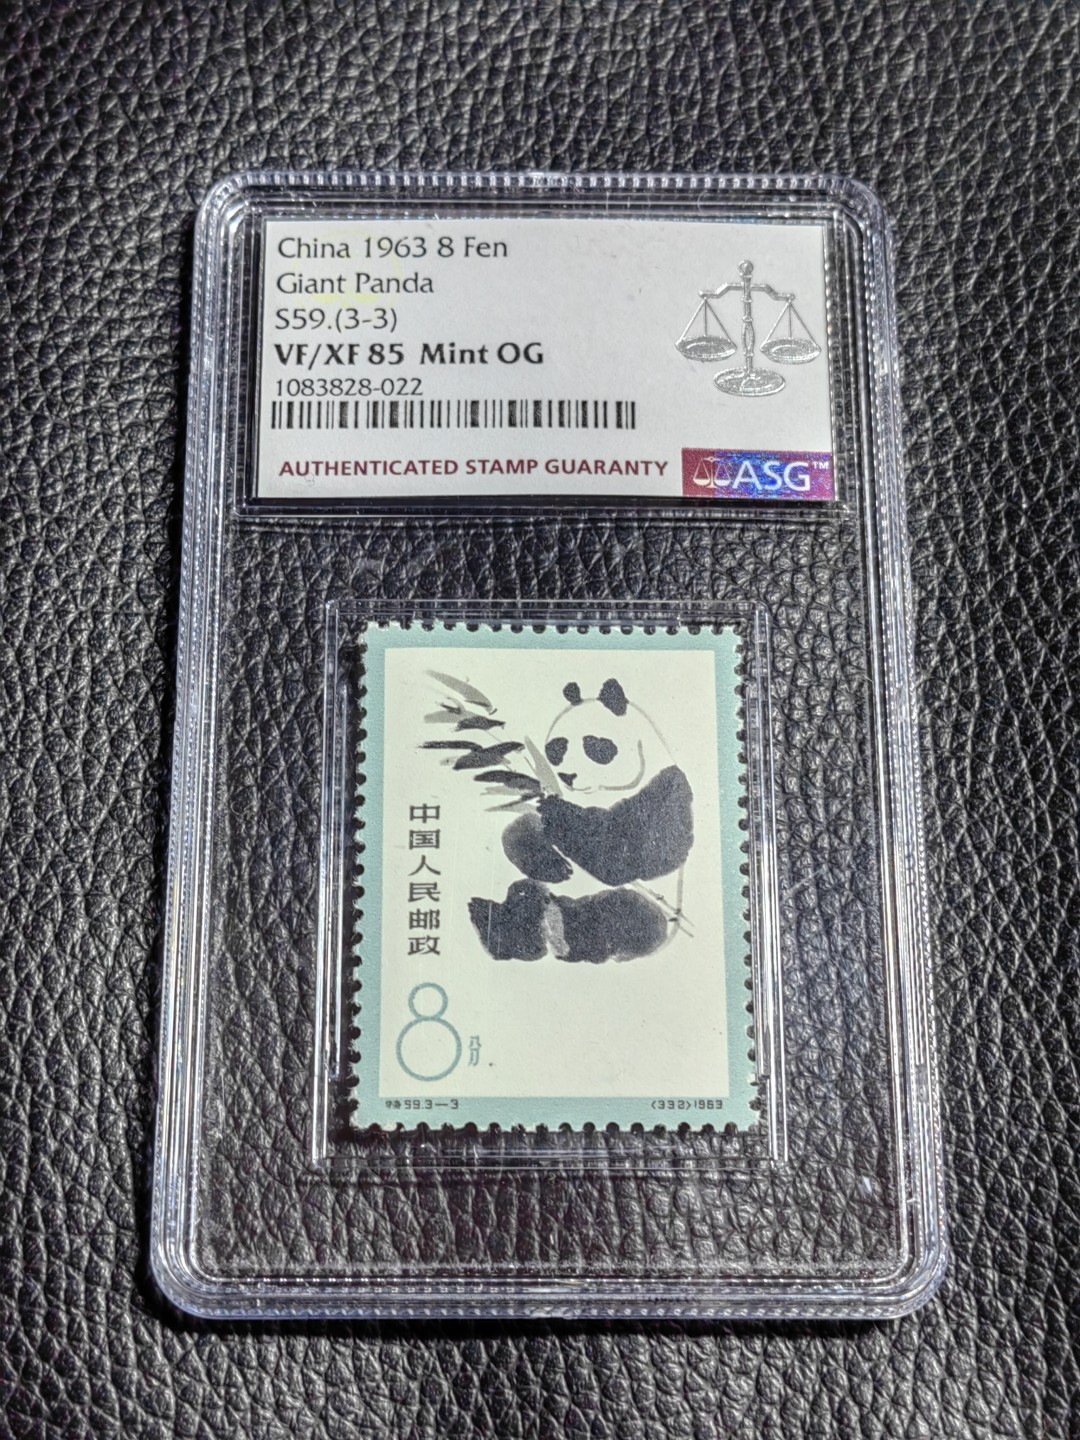 China 1963 8 Fen
Giant Panda
S59.(3-3)
VF/XF 85 Mint OG
1083828-022
AUTHENTICATED STAMP GUARANTY
ASG™
中国人民邮政
8分
特59.3—3
(332)1963